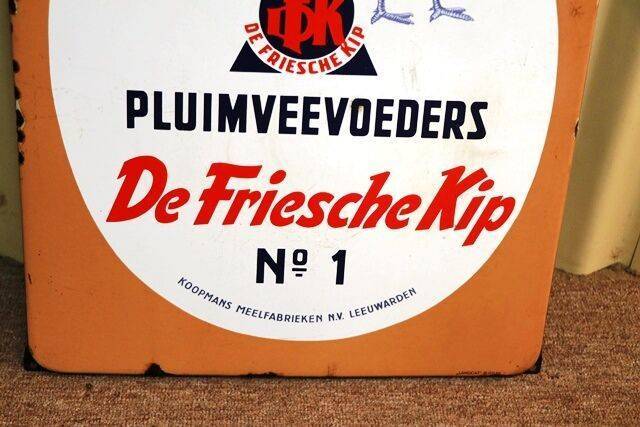 DFK
DE FRIESCHE KIP
PLUIMVEEVOEDERS
De Friesche Kip
Nº 1
KOOPMANS MEELFABRIEKEN N.V. LEEUWARDEN